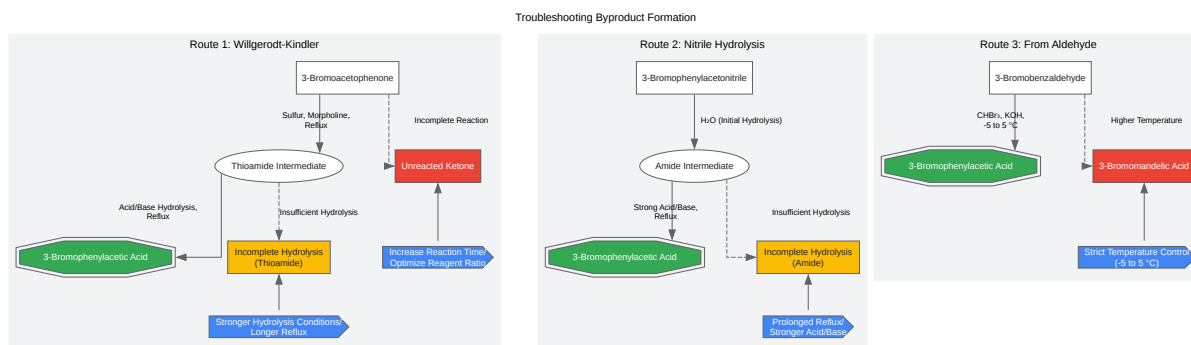 Troubleshooting Byproduct Formation
Route 1: Willgerodt-Kindler
3-Bromoacetophenone
Sulfur, Morpholine,
Reflux
Incomplete Reaction
Thioamide Intermediate
Unreacted Ketone
Acid/Base Hydrolysis,
Reflux
Insufficient Hydrolysis
3-Bromophenylacetic Acid
Incomplete Hydrolysis
(Thioamide)
Increase Reaction Time/
Optimize Reagent Ratio
Stronger Hydrolysis Conditions/
Longer Reflux
Route 2: Nitrile Hydrolysis
3-Bromophenylacetonitrile
H₂O (Initial Hydrolysis)
Amide Intermediate
Strong Acid/Base,
Reflux
Insufficient Hydrolysis
3-Bromophenylacetic Acid
Incomplete Hydrolysis
(Amide)
Prolonged Reflux/
Stronger Acid/Base
Route 3: From Aldehyde
3-Bromobenzaldehyde
CHBr₃, KOH,
-5 to 5 °C
Higher Temperature
3-Bromophenylacetic Acid
3-Bromomandelic Acid
Strict Temperature Control
(-5 to 5 °C)